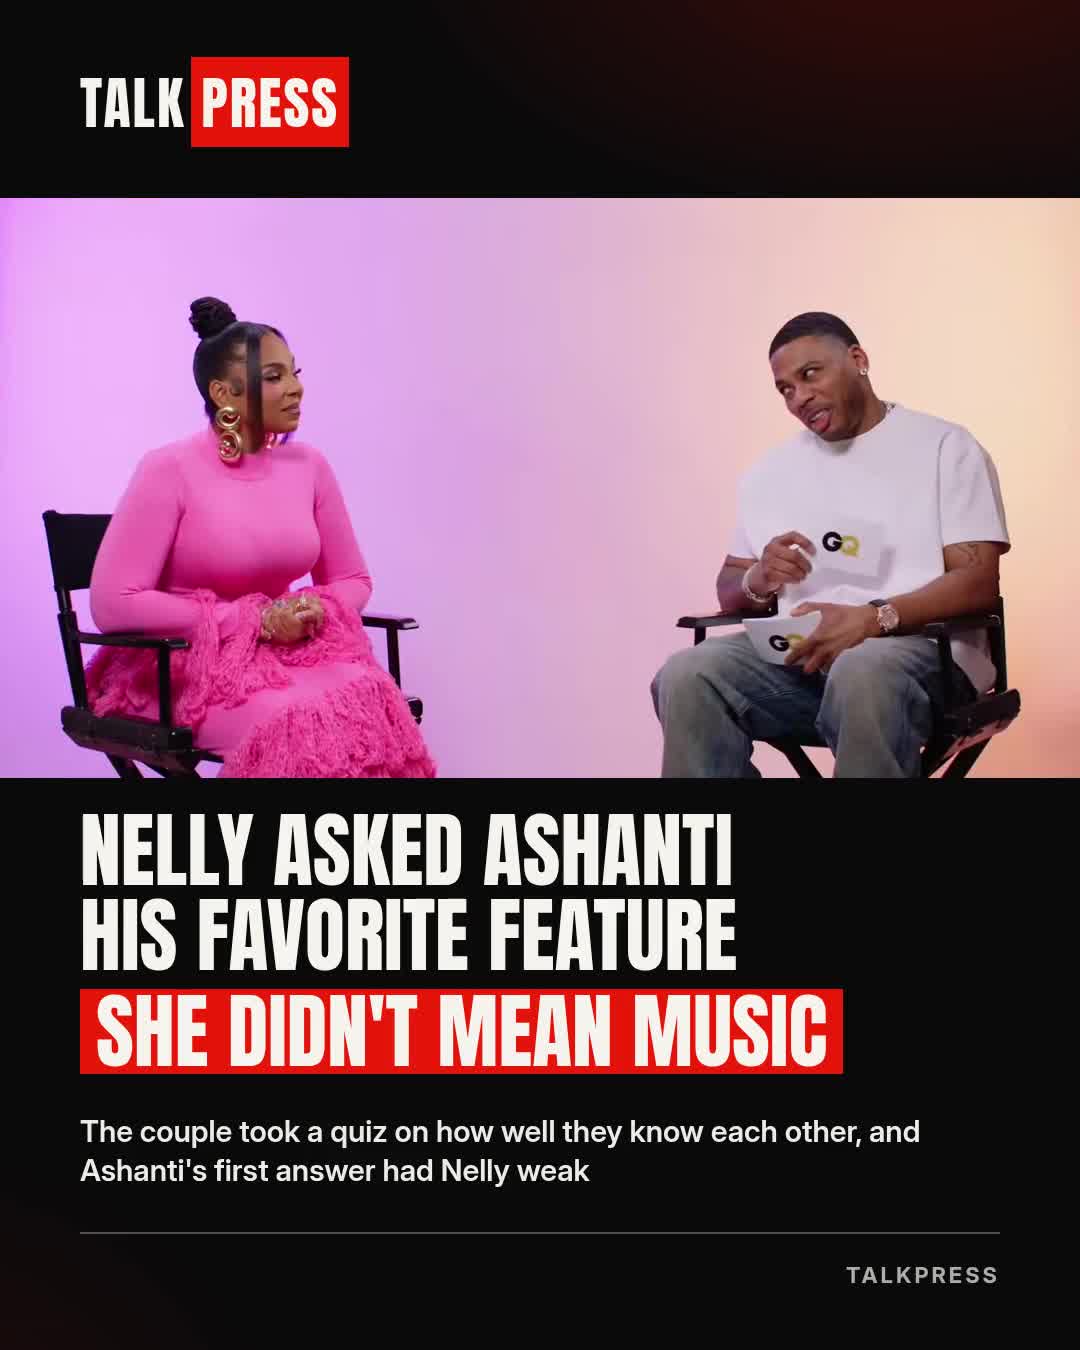 TALK PRESS
GQ
GQ
NELLY ASKED ASHANTI
HIS FAVORITE FEATURE
SHE DIDN'T MEAN MUSIC
The couple took a quiz on how well they know each other, and
Ashanti's first answer had Nelly weak
TALKPRESS